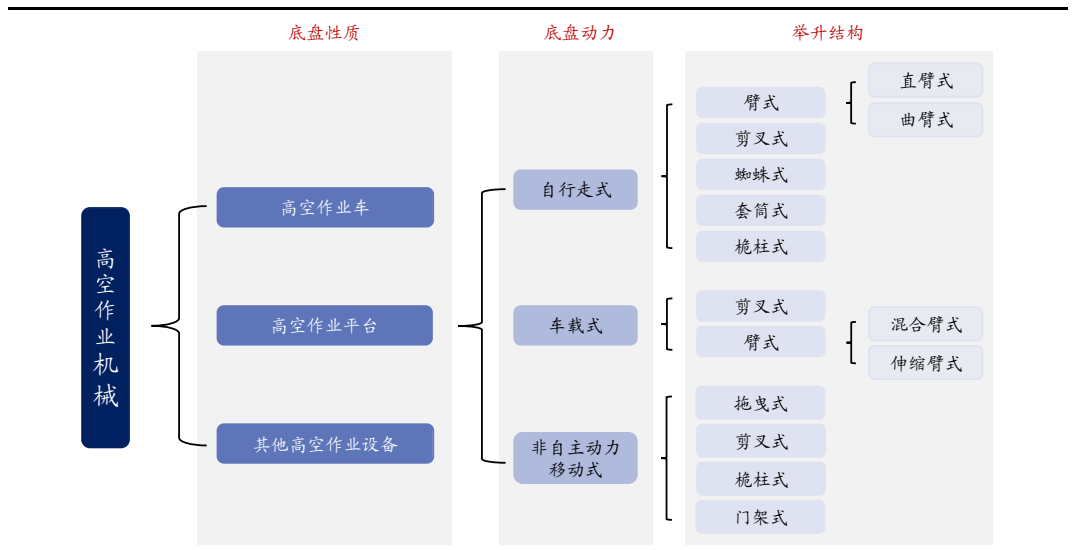 底盘性质
底盘动力
举升结构
高空作业机械
高空作业车
高空作业平台
其他高空作业设备
自行走式
车载式
非自主动力
移动式
臂式
剪叉式
蜘蛛式
套筒式
桅柱式
直臂式
曲臂式
剪叉式
臂式
混合臂式
伸缩臂式
拖曳式
剪叉式
桅柱式
门架式